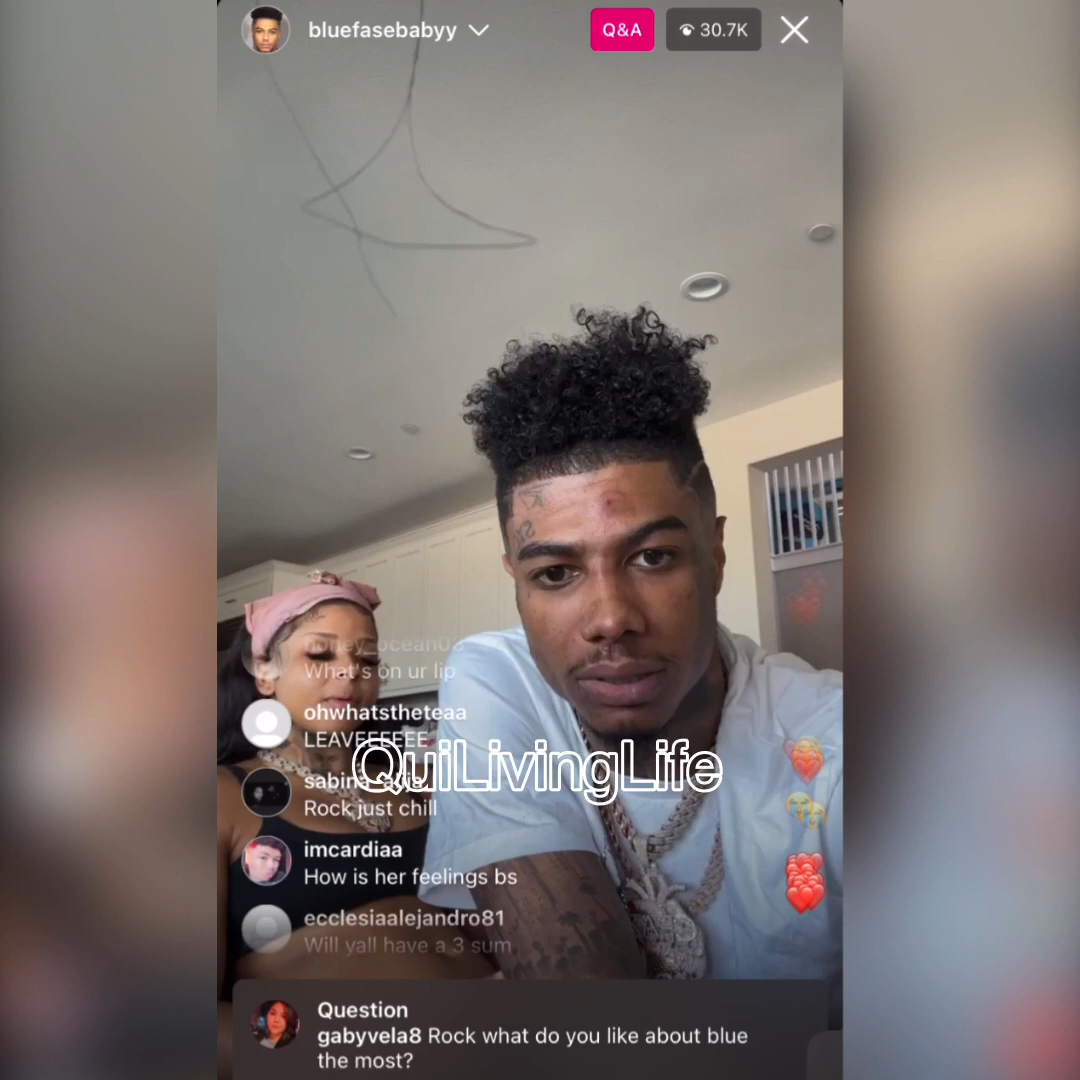 bluefasebabyy
Q&A
30.7K
What's on ur lip
ohwhatstheteaa
LEAVEEEEEE
QuiLivingLife
Rock just chill
imcardiaa
How is her feelings bs
ecclesiaalejandro81
Will yall have a 3 sum
Question
gabyvela8 Rock what do you like about blue
the most?